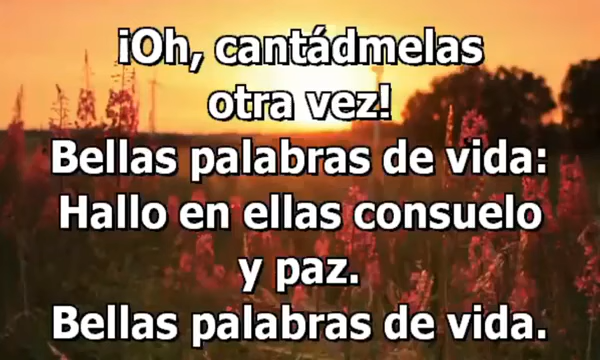 ¡Oh, cantádmelas
otra vez!
Bellas palabras de vida:
Hallo en ellas consuelo
y paz.
Bellas palabras de vida.